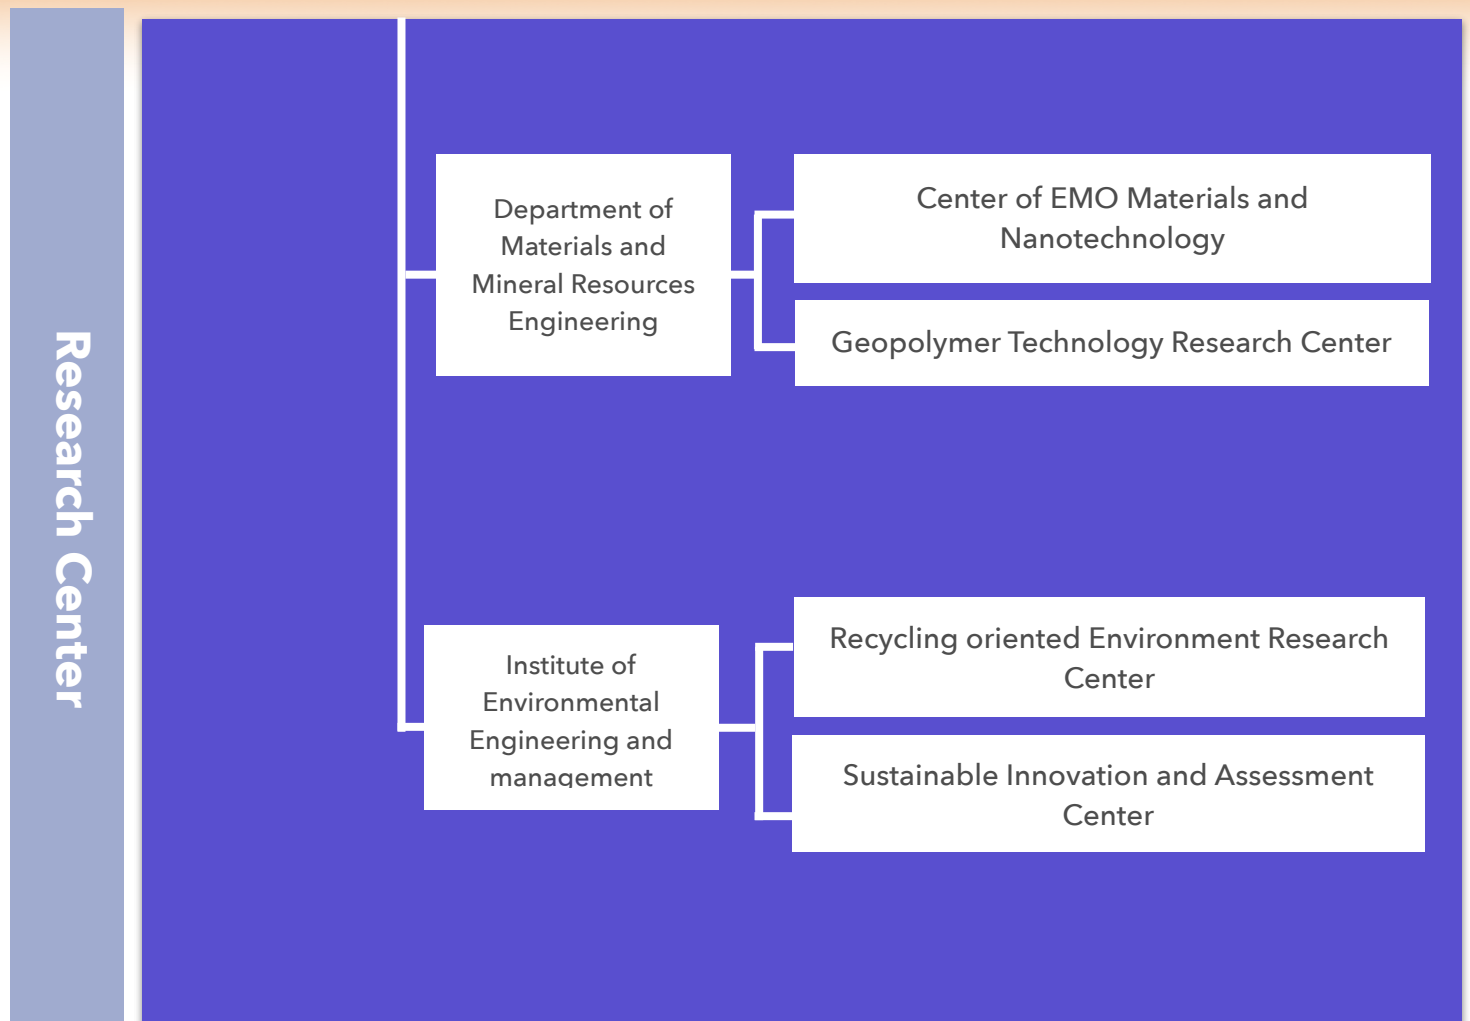 Research Center
Department of
Materials and
Mineral Resources
Engineering
Center of EMO Materials and
Nanotechnology
Geopolymer Technology Research Center
Institute of
Environmental
Engineering and
management
Recycling oriented Environment Research
Center
Sustainable Innovation and Assessment
Center